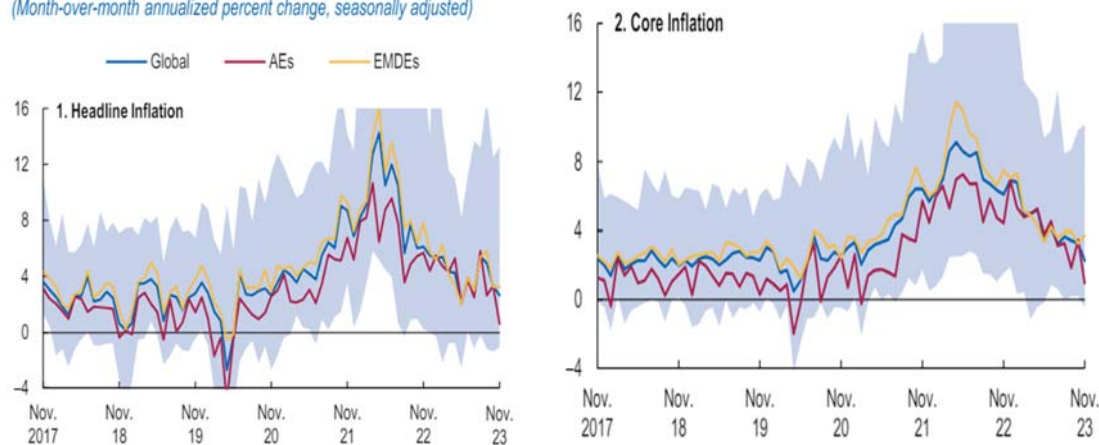 (Month-over-month annualized percent change, seasonally adjusted)
Global AEs EMDEs
1. Headline Inflation
16
12
8
4
0
–4
Nov. Nov. Nov. Nov. Nov. Nov. Nov.
2017 18 19 20 21 22 23
2. Core Inflation
16
12
8
4
0
–4
Nov. Nov. Nov. Nov. Nov. Nov. Nov.
2017 18 19 20 21 22 23